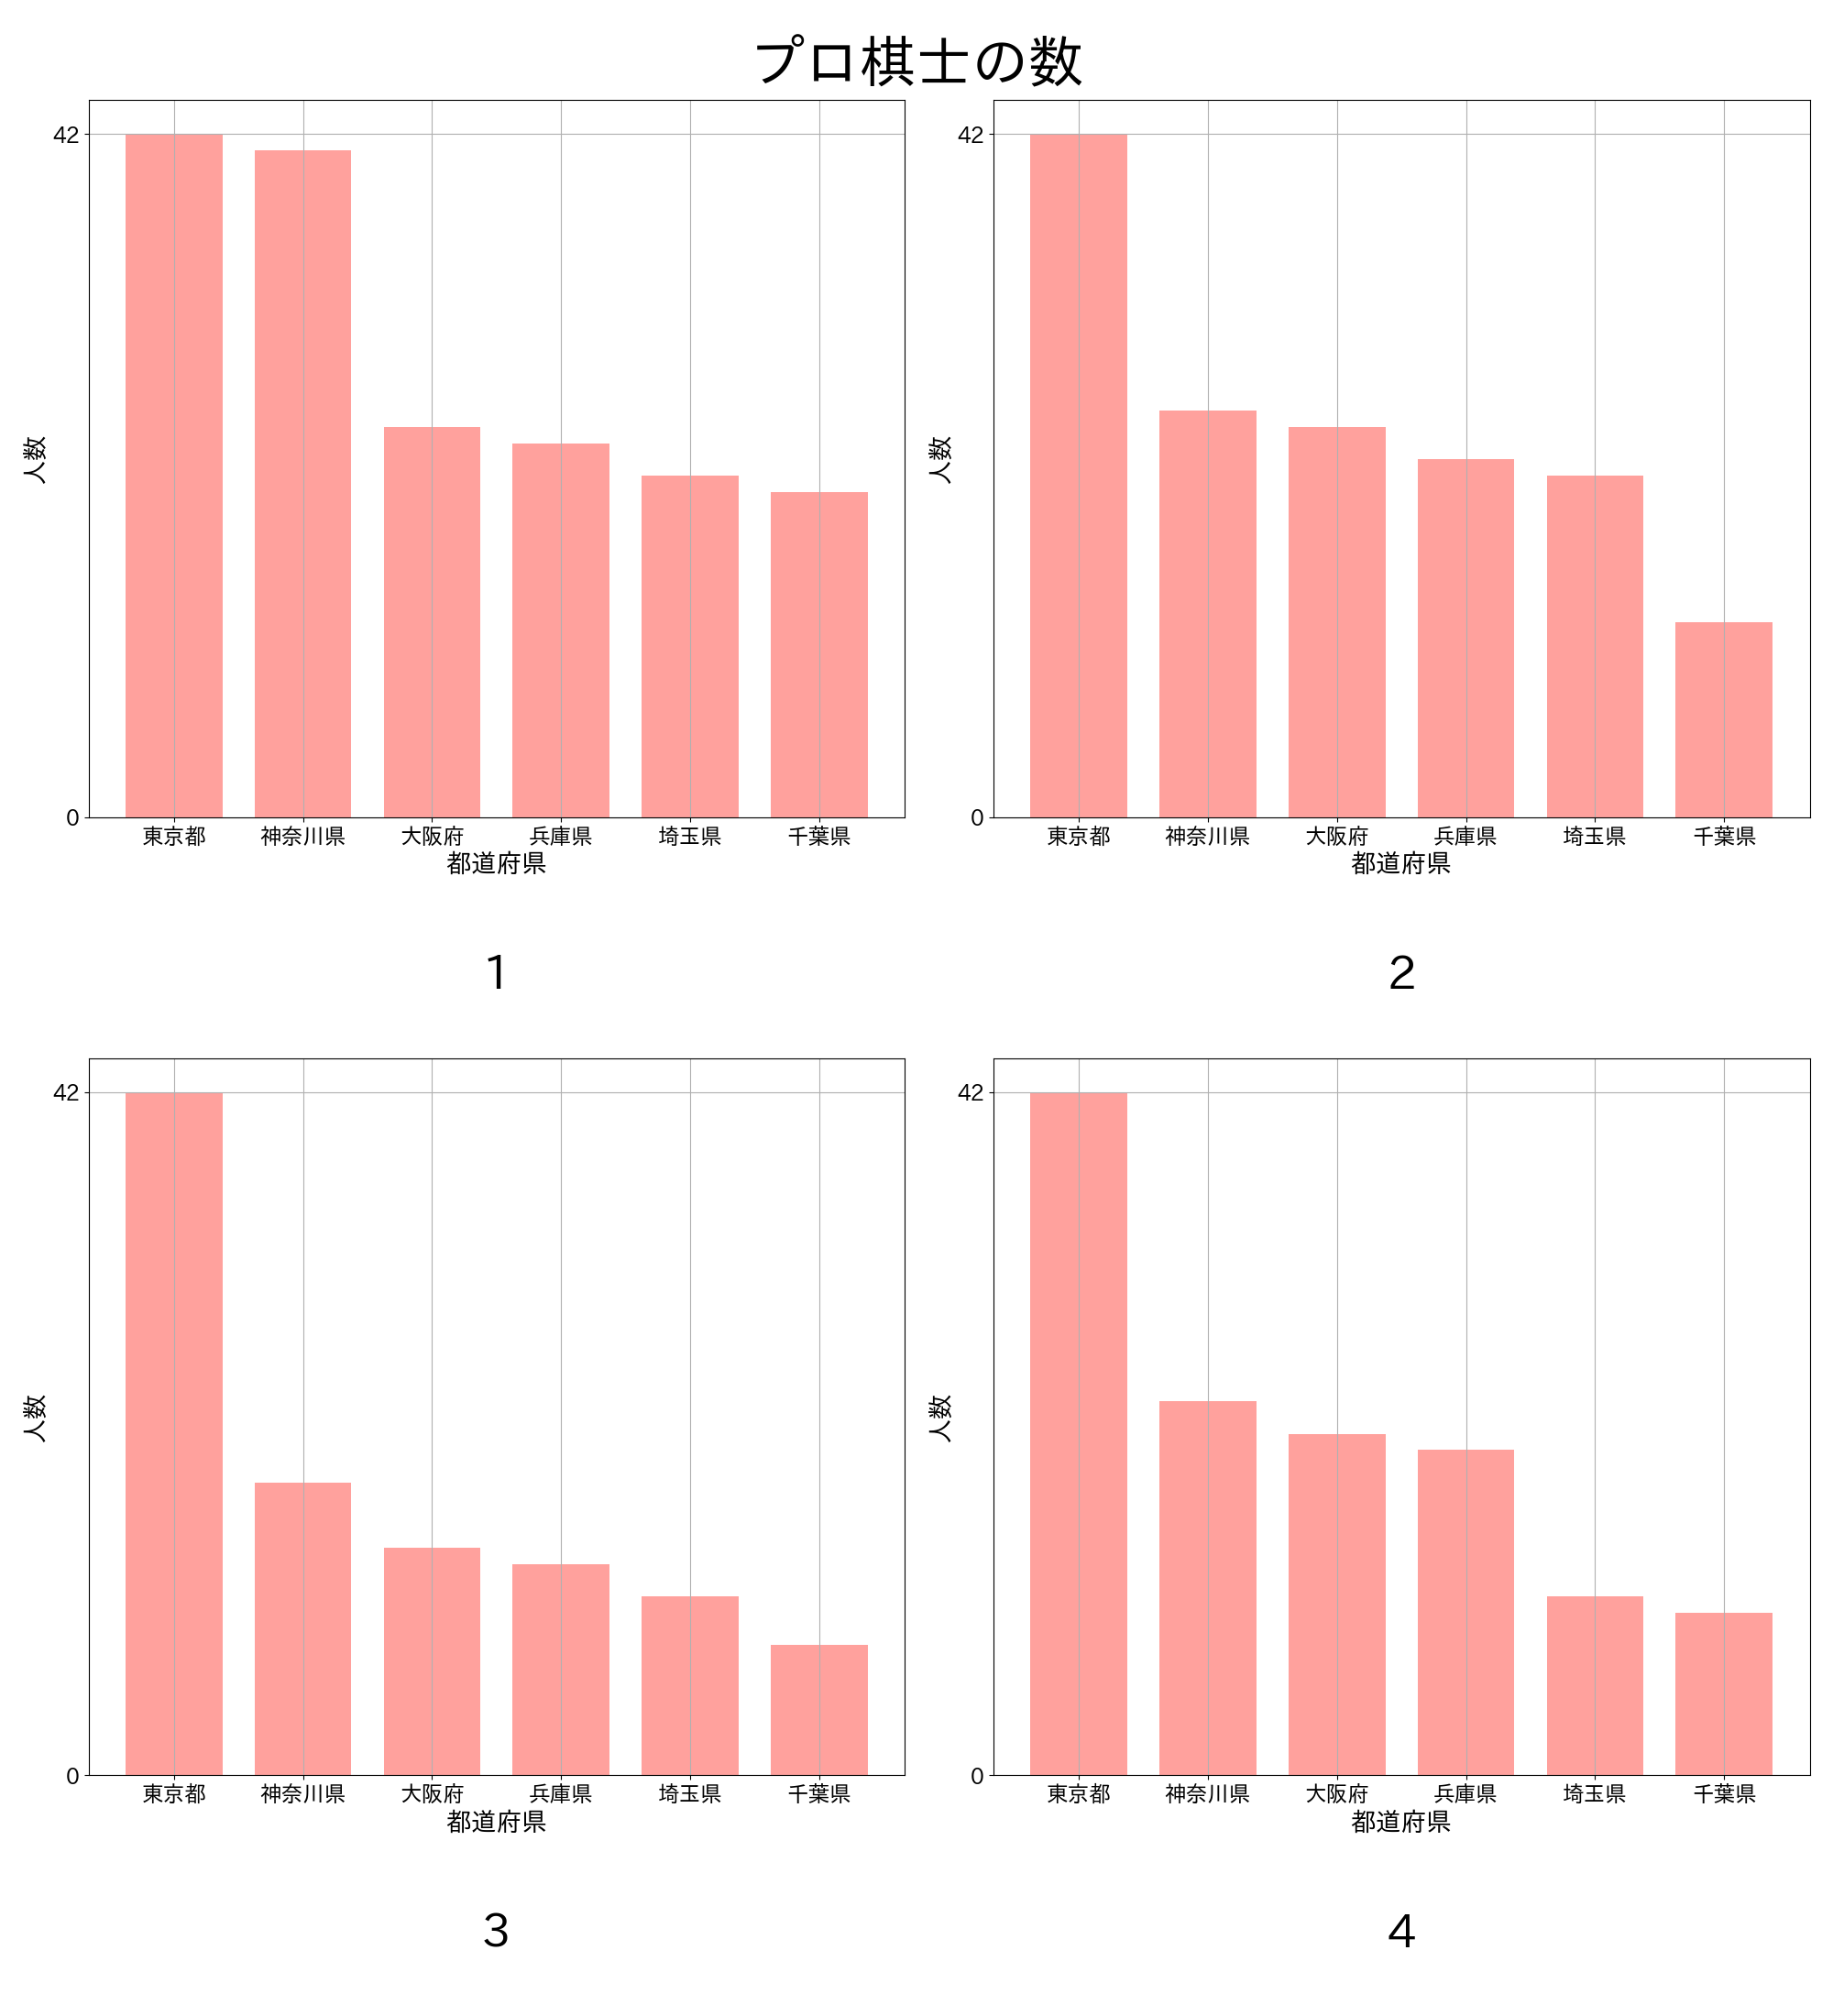 プロ棋士の数
42
人数
0
東京都 神奈川県 大阪府 兵庫県 埼玉県 千葉県
都道府県
1
42
人数
0
東京都 神奈川県 大阪府 兵庫県 埼玉県 千葉県
都道府県
2
42
人数
0
東京都 神奈川県 大阪府 兵庫県 埼玉県 千葉県
都道府県
3
42
人数
0
東京都 神奈川県 大阪府 兵庫県 埼玉県 千葉県
都道府県
4